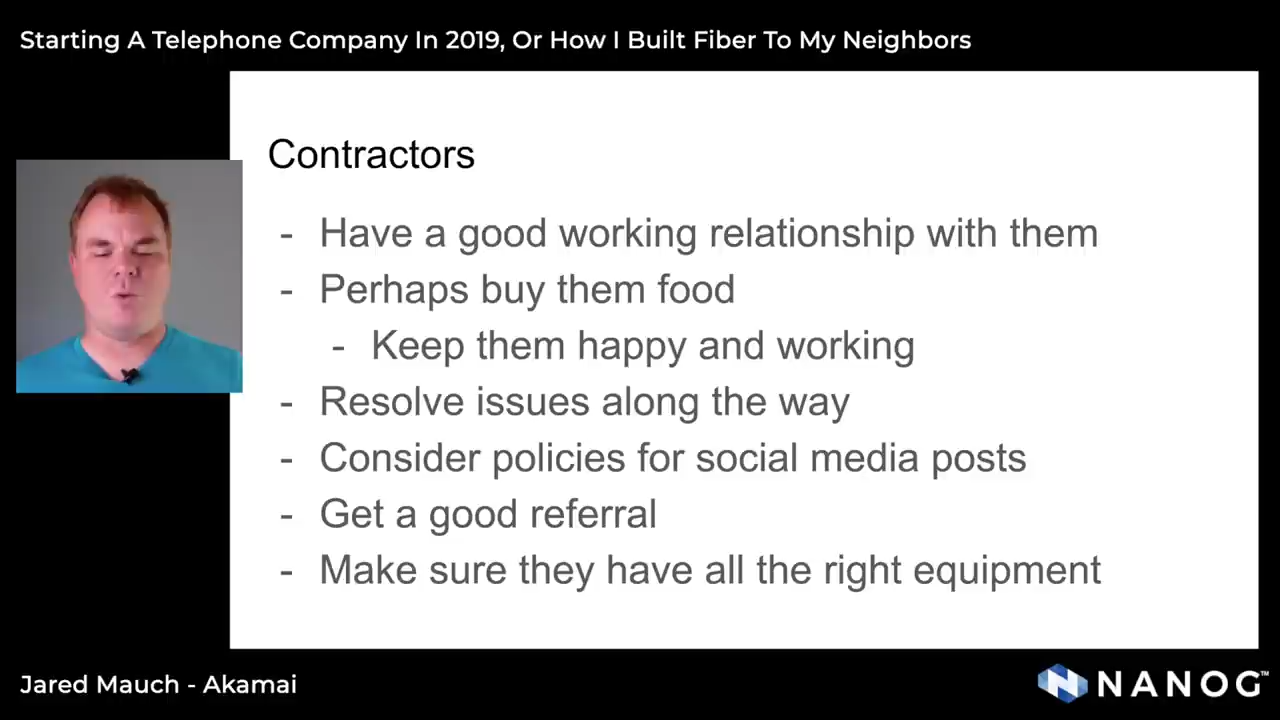 Starting A Telephone Company In 2019, Or How I Built Fiber To My Neighbors
Contractors
- Have a good working relationship with them
- Perhaps buy them food
- Keep them happy and working
- Resolve issues along the way
- Consider policies for social media posts
- Get a good referral
- Make sure they have all the right equipment
Jared Mauch - Akamai
NANOG™